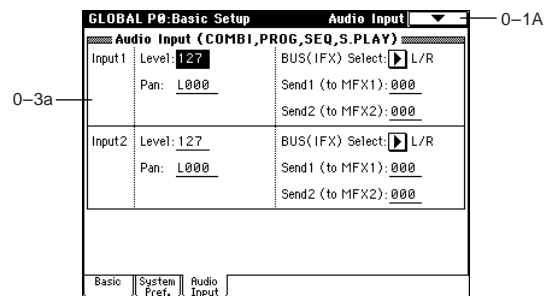 GLOBAL P0:Basic Setup Audio Input
0–1A
Audio Input (COMBI,PROG,SEQ,S.PLAY)
Input1 Level:127 BUS(IFX) Select: L/R
Pan: L000 Send1 (to MFX1):000
0–3a
Send2 (to MFX2):000
Input2 Level:127 BUS(IFX) Select: L/R
Pan: L000 Send1 (to MFX1):000
Send2 (to MFX2):000
Basic System Pref. Audio Input